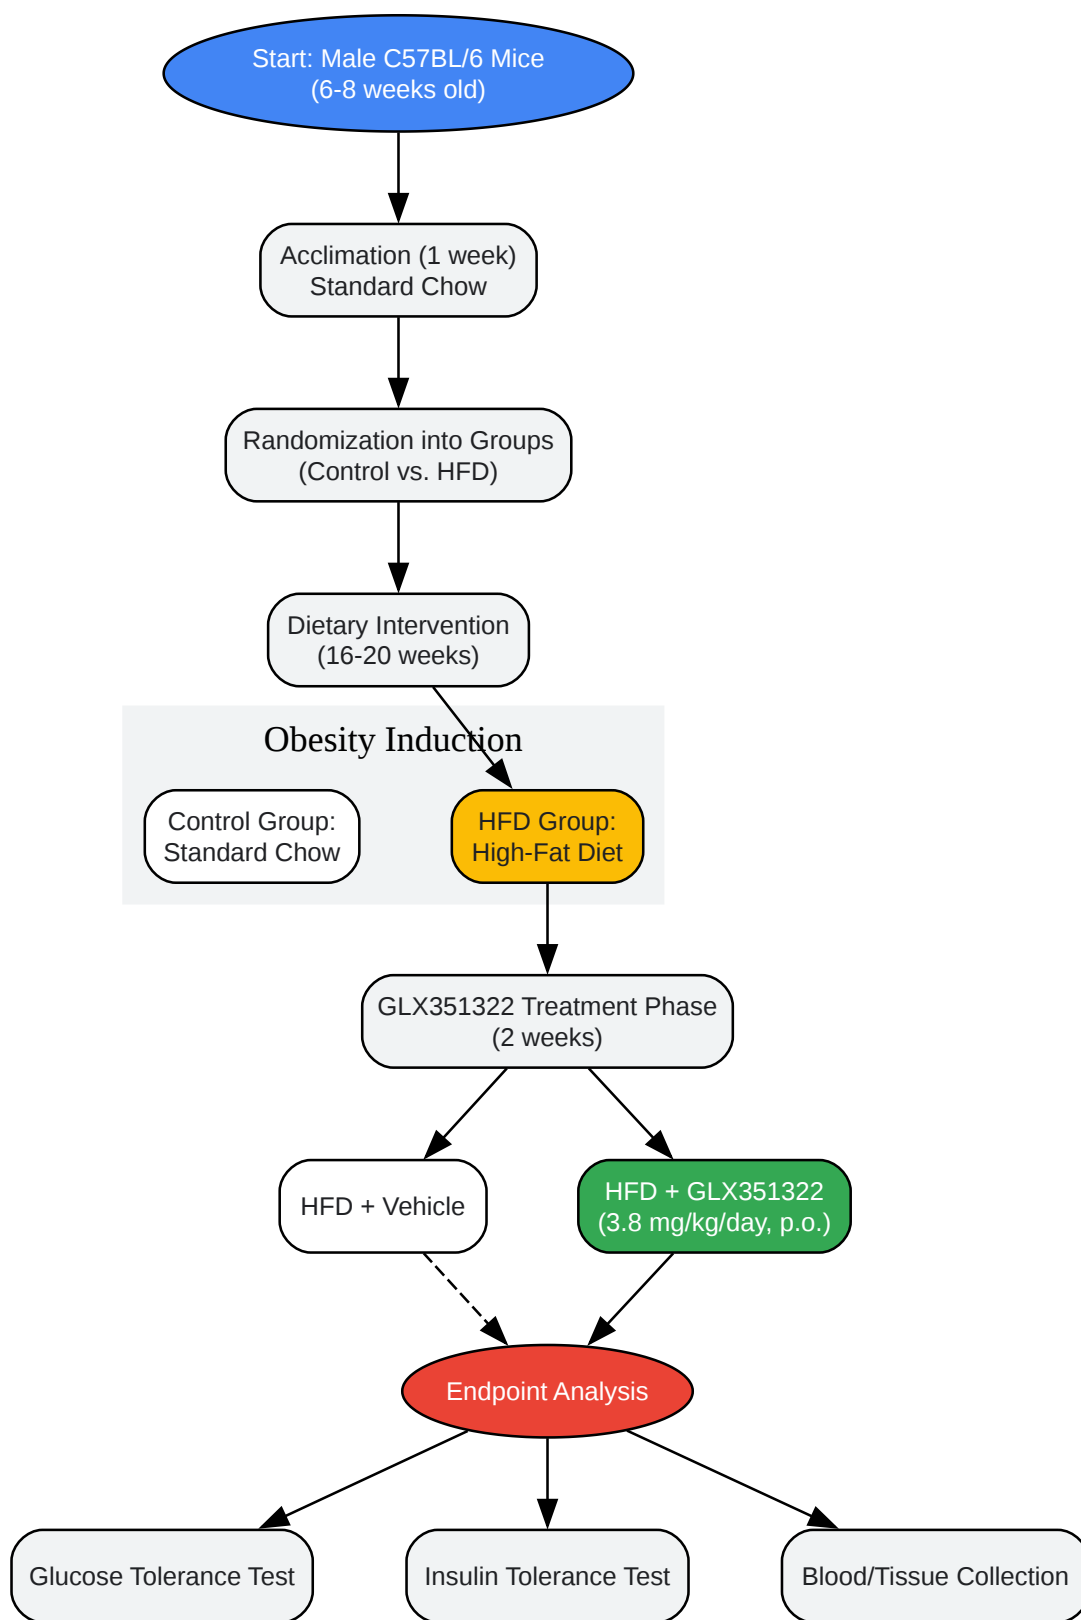 Start: Male C57BL/6 Mice
(6-8 weeks old)
Acclimation (1 week)
Standard Chow
Randomization into Groups
(Control vs. HFD)
Dietary Intervention
(16-20 weeks)
Obesity Induction
Control Group:
Standard Chow
HFD Group:
High-Fat Diet
GLX351322 Treatment Phase
(2 weeks)
HFD + Vehicle
HFD + GLX351322
(3.8 mg/kg/day, p.o.)
Endpoint Analysis
Glucose Tolerance Test
Insulin Tolerance Test
Blood/Tissue Collection